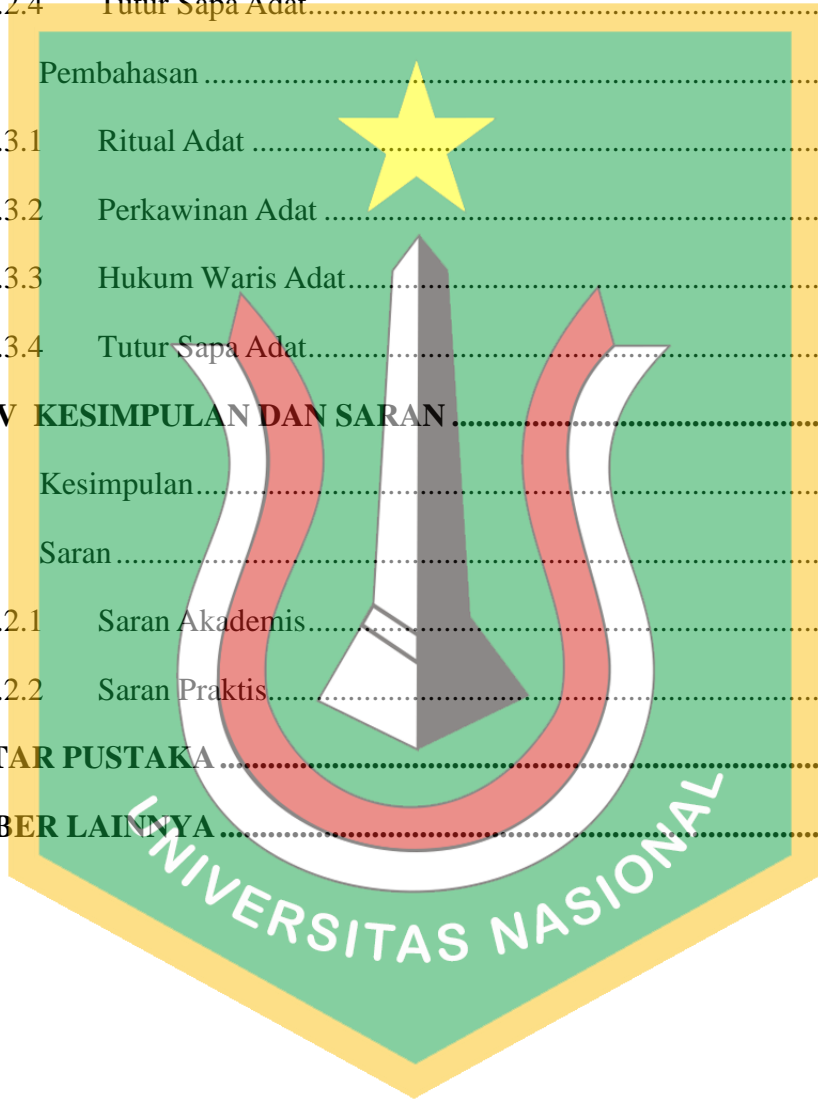 .2.4 Tutur Sapa Adat........................................................................
Pembahasan........................................................................
.3.1 Ritual Adat........................................................................
.3.2 Perkawinan Adat........................................................................
.3.3 Hukum Waris Adat........................................................................
.3.4 Tutur Sapa Adat........................................................................
V KESIMPULAN DAN SARAN........................................................................
Kesimpulan........................................................................
Saran........................................................................
.2.1 Saran Akademis........................................................................
.2.2 Saran Praktis........................................................................
TAR PUSTAKA........................................................................
BER LAINNYA........................................................................
UNIVERSITAS NASIONAL